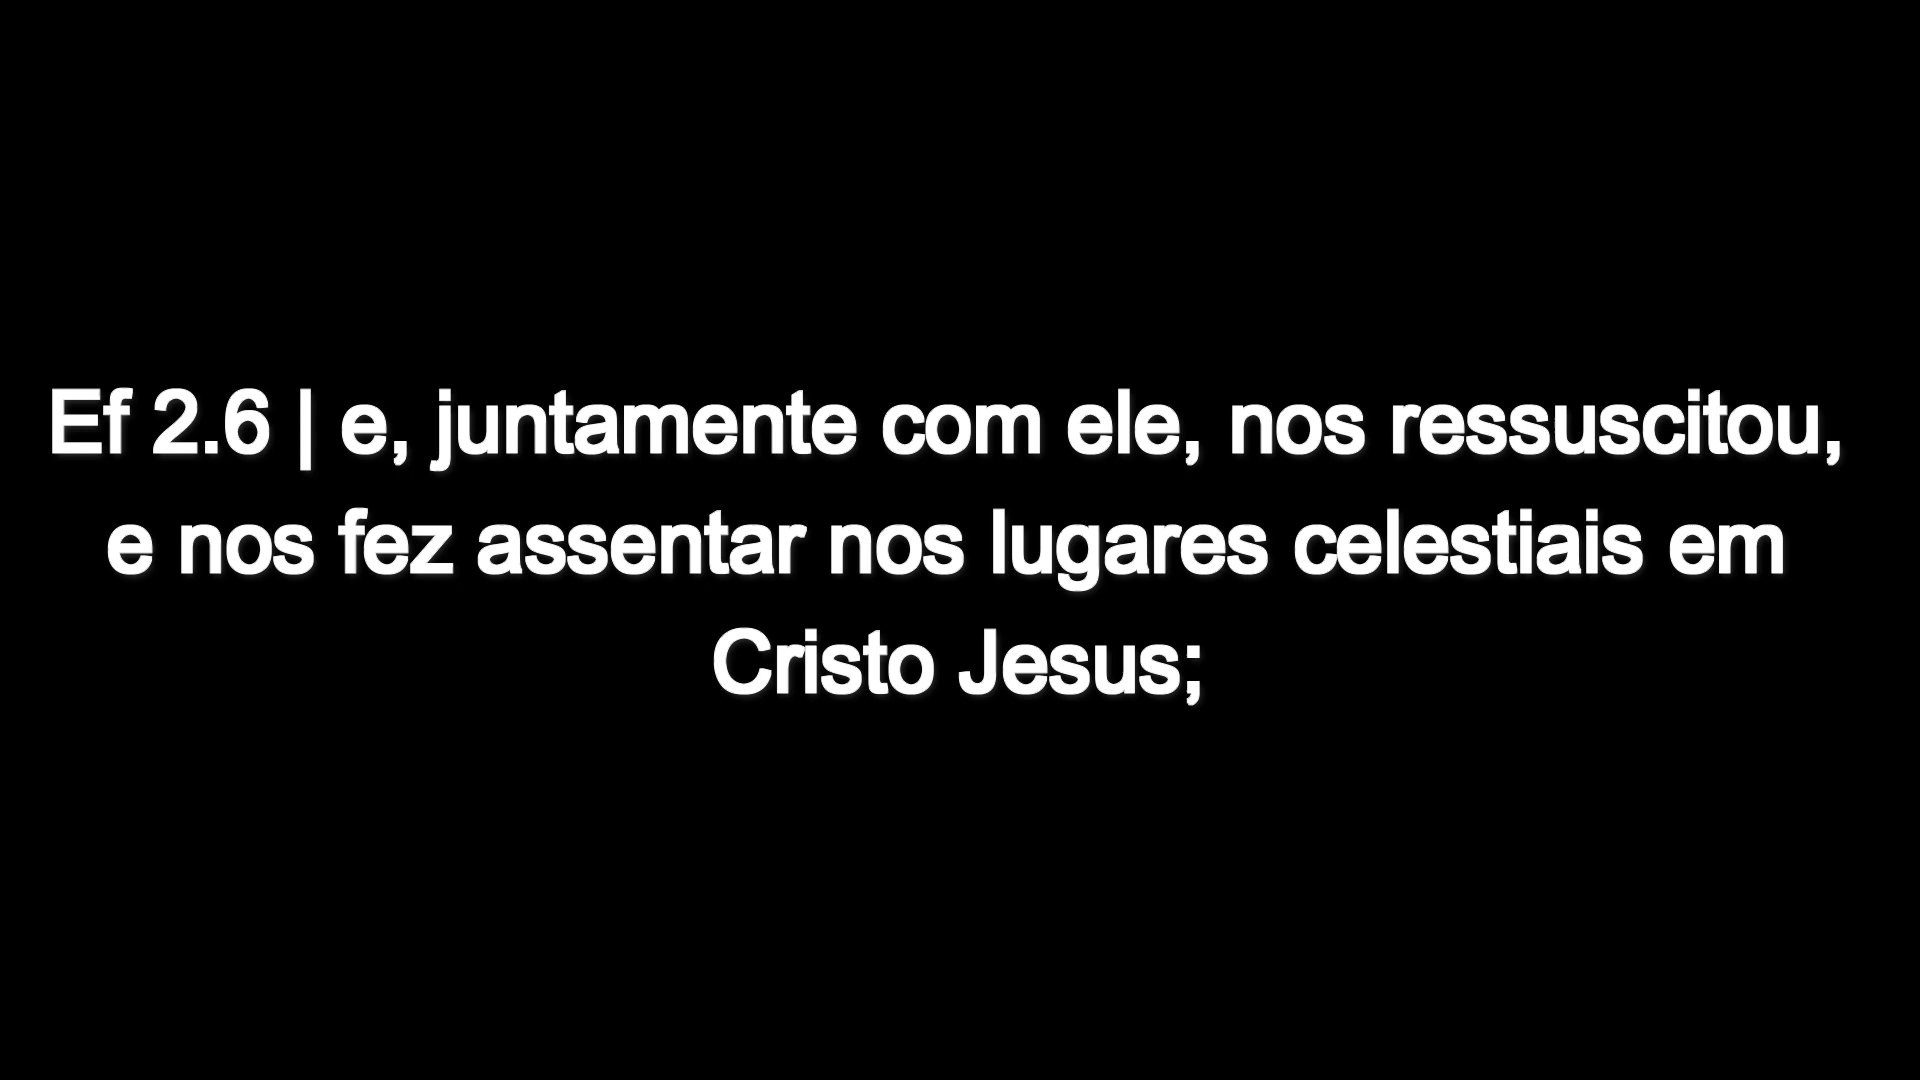 Ef 2.6 | e, juntamente com ele, nos ressuscitou,
e nos fez assentar nos lugares celestiais em
Cristo Jesus;